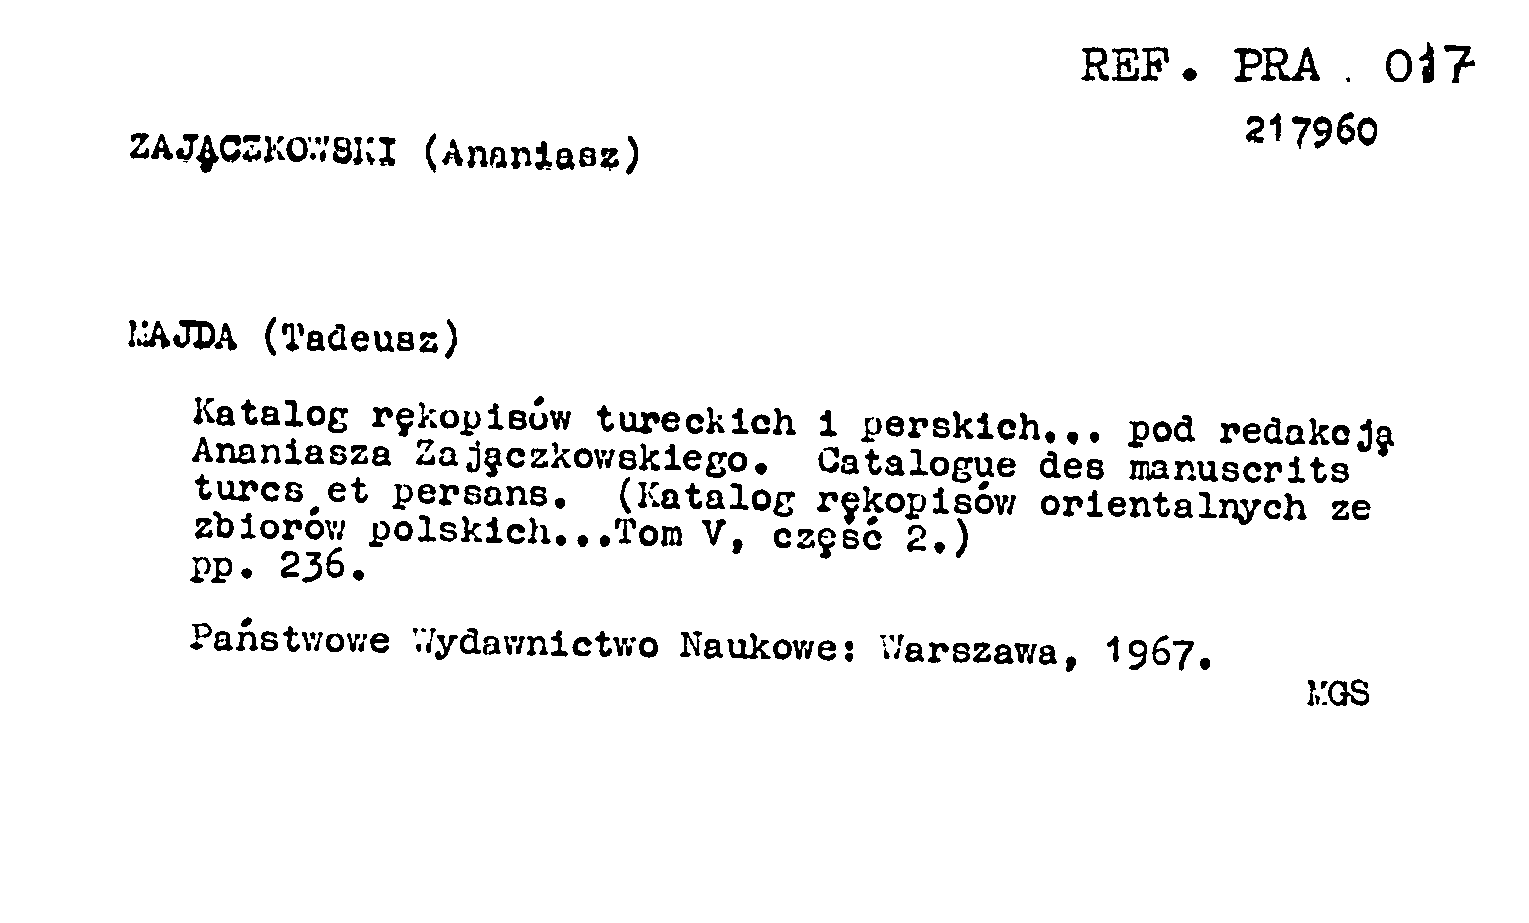 REF. PRA. 017
217960
ZAJĄCZKOWSKI (Ananiasz)
MAJDA (Tadeusz)
Katalog rękopisów tureckich i perskich... pod redakcją
Ananiasza Zajączkowskiego. Catalogue des manuscrits
turcs et persans. (Katalog rękopisów orientalnych ze
zbiorów polskich...Tom V, część 2.)
pp. 236.
Państwowe Wydawnictwo Naukowe: Warszawa, 1967.
MGS